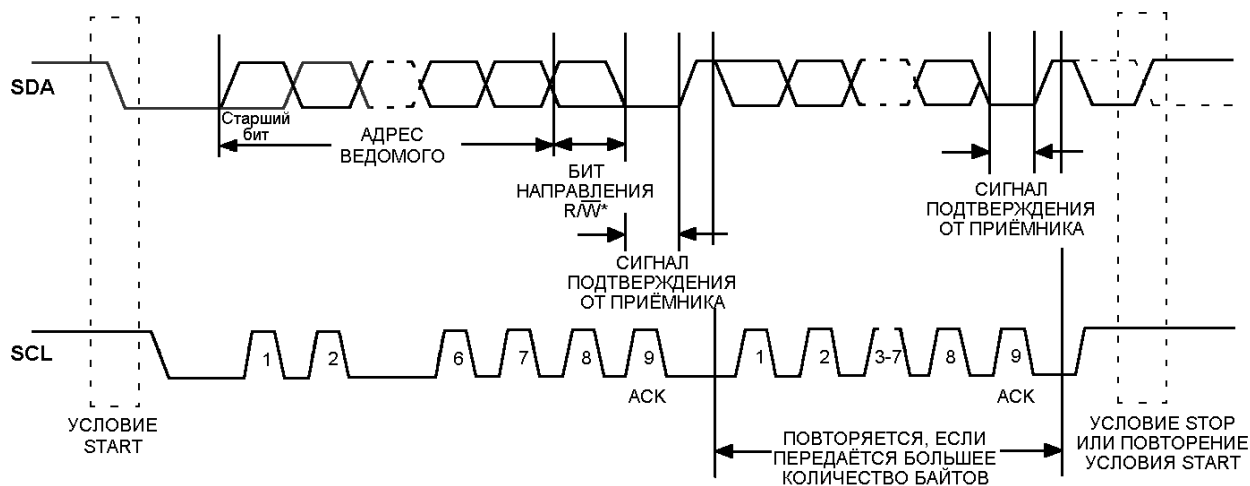 SDA
Старший
бит
АДРЕС
ВЕДОМОГО
БИТ
НАПРАВЛЕНИЯ
R/W*
СИГНАЛ
ПОДТВЕРЖДЕНИЯ
ОТ ПРИЁМНИКА
СИГНАЛ
ПОДТВЕРЖДЕНИЯ
ОТ ПРИЁМНИКА
SCL
1
2
6
7
8
9
1
2
3-7
8
9
ACK
ACK
УСЛОВИЕ
START
ПОВТОРЯЕТСЯ, ЕСЛИ
ПЕРЕДАЁТСЯ БОЛЬШЕЕ
КОЛИЧЕСТВО БАЙТОВ
УСЛОВИЕ STOP
ИЛИ ПОВТОРЕНИЕ
УСЛОВИЯ START